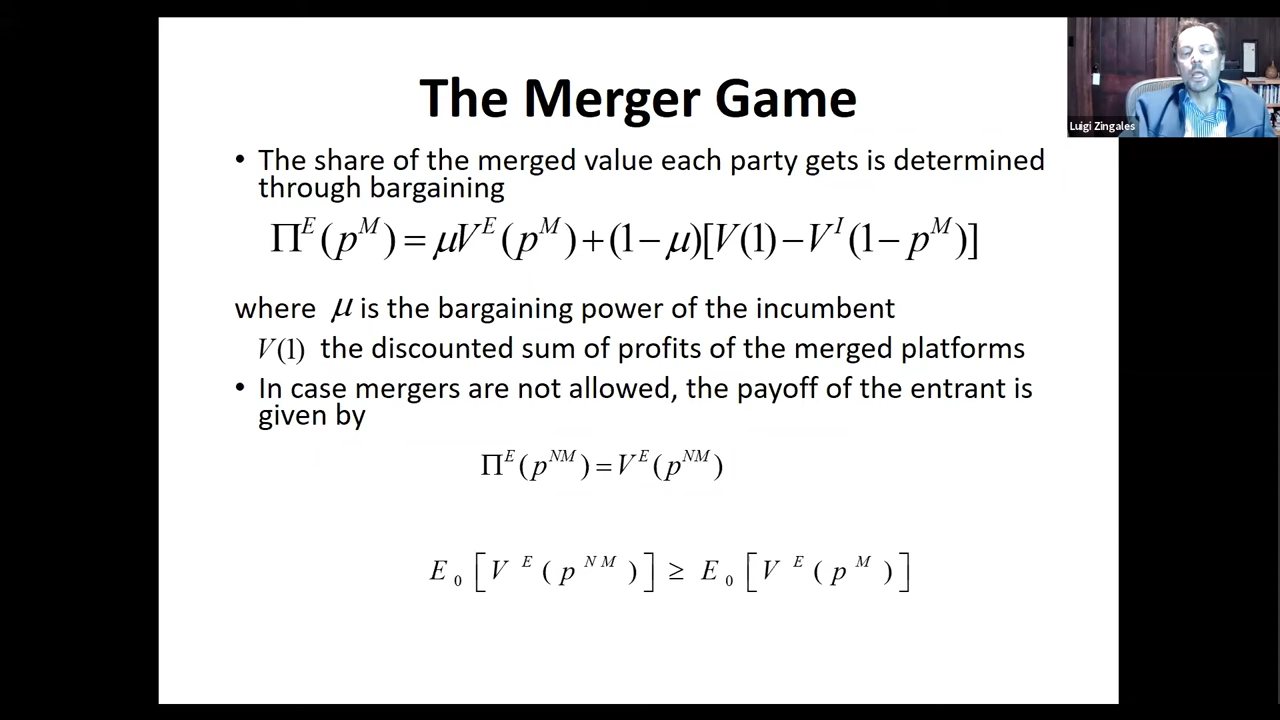 The Merger Game
Luigi Zingales
• The share of the merged value each party gets is determined
through bargaining
Π^E(p^M) = μV^E(p^M) + (1−μ)[V(1) − V^I(1−p^M)]
where μ is the bargaining power of the incumbent
V(1) the discounted sum of profits of the merged platforms
• In case mergers are not allowed, the payoff of the entrant is
given by
Π^E(p^{NM}) = V^E(p^{NM})
E_0[V^E(p^{NM})] ≥ E_0[V^E(p^M)]